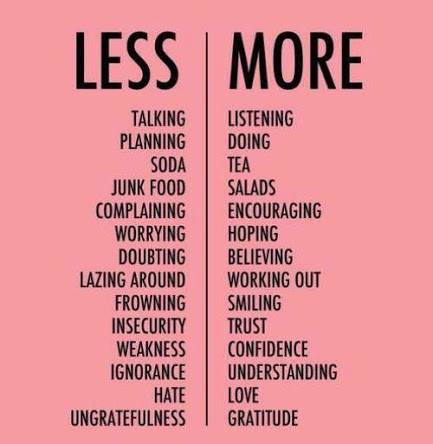 LESS | MORE
TALKING | LISTENING
PLANNING | DOING
SODA | TEA
JUNK FOOD | SALADS
COMPLAINING | ENCOURAGING
WORRYING | HOPING
DOUBTING | BELIEVING
LAZING AROUND | WORKING OUT
FROWNING | SMILING
INSECURITY | TRUST
WEAKNESS | CONFIDENCE
IGNORANCE | UNDERSTANDING
HATE | LOVE
UNGRATEFULNESS | GRATITUDE